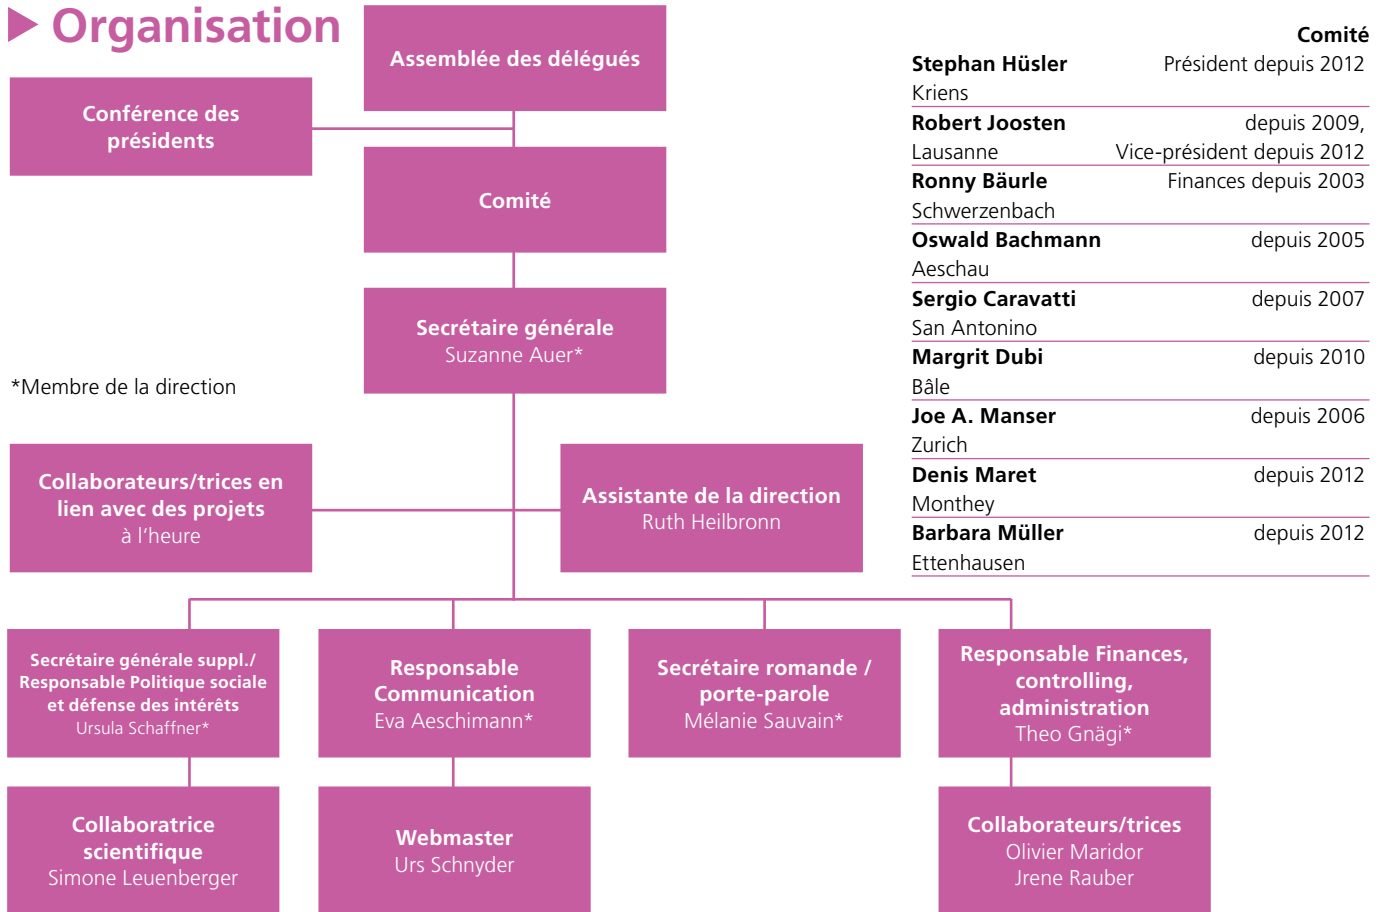 Organisation
Assemblée des délégués
Conférence des
présidents
Comité
Secrétaire générale
Suzanne Auer*
*Membre de la direction
Collaborateurs/trices en
lien avec des projets
à l‘heure
Assistante de la direction
Ruth Heilbronn
Secrétaire générale suppl./
Responsable Politique sociale
et défense des intérêts
Ursula Schaffner*
Responsable
Communication
Eva Aeschimann*
Secrétaire romande /
porte-parole
Mélanie Sauvain*
Responsable Finances,
controlling,
administration
Theo Gnägi*
Collaboratrice
scientifique
Simone Leuenberger
Webmaster
Urs Schnyder
Collaborateurs/trices
Olivier Maridor
Jrene Rauber
Comité
Stephan Hüsler Président depuis 2012
Kriens
Robert Joosten depuis 2009,
Lausanne Vice-président depuis 2012
Ronny Bäurle Finances depuis 2003
Schwerzenbach
Oswald Bachmann depuis 2005
Aeschau
Sergio Caravatti depuis 2007
San Antonino
Margrit Dubi depuis 2010
Bâle
Joe A. Manser depuis 2006
Zurich
Denis Maret depuis 2012
Monthey
Barbara Müller depuis 2012
Ettenhausen